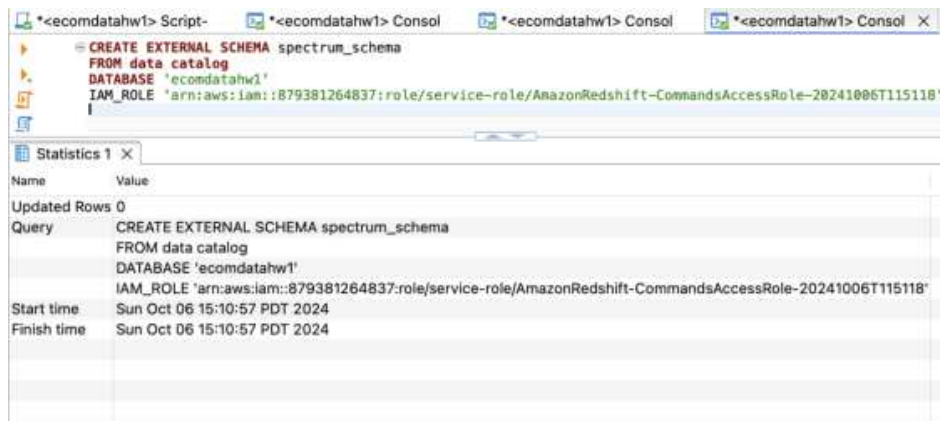 *<ecomdatahw1> Script-
*<ecomdatahw1> Consol
*<ecomdatahw1> Consol
*<ecomdatahw1> Consol
CREATE EXTERNAL SCHEMA spectrum_schema
FROM data catalog
DATABASE 'ecomdatahw1'
IAM_ROLE 'arn:aws:iam::879381264837:role/service-role/AmazonRedshift-CommandsAccessRole-20241006T115118'
Statistics 1
Name Value
Updated Rows 0
Query CREATE EXTERNAL SCHEMA spectrum_schema
FROM data catalog
DATABASE 'ecomdatahw1'
IAM_ROLE 'arn:aws:iam::879381264837:role/service-role/AmazonRedshift-CommandsAccessRole-20241006T115118'
Start time Sun Oct 06 15:10:57 PDT 2024
Finish time Sun Oct 06 15:10:57 PDT 2024